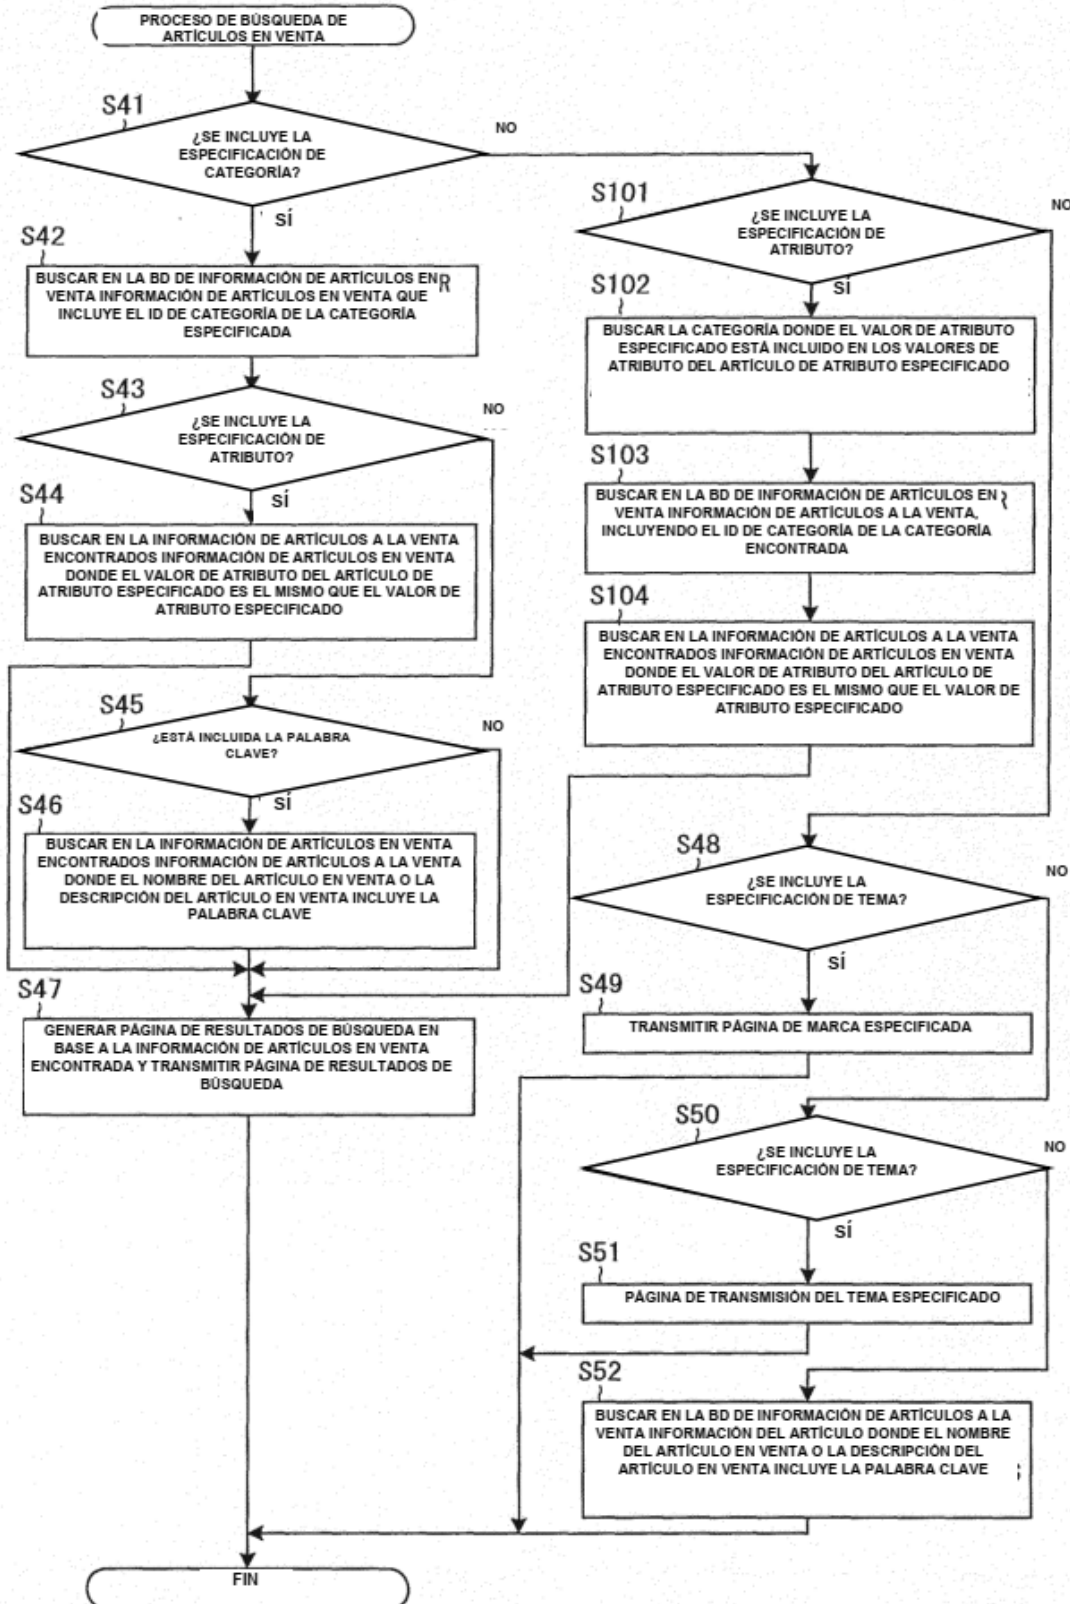 PROCESO DE BÚSQUEDA DE
ARTÍCULOS EN VENTA
S41
¿SE INCLUYE LA
ESPECIFICACIÓN DE
CATEGORÍA?
NO
SÍ
S42
BUSCAR EN LA BD DE INFORMACIÓN DE ARTÍCULOS EN
VENTA INFORMACIÓN DE ARTÍCULOS EN VENTA QUE
INCLUYE EL ID DE CATEGORÍA DE LA CATEGORÍA
ESPECIFICADA
S43
¿SE INCLUYE LA
ESPECIFICACIÓN DE
ATRIBUTO?
NO
SÍ
S44
BUSCAR EN LA INFORMACIÓN DE ARTÍCULOS A LA VENTA
ENCONTRADOS INFORMACIÓN DE ARTÍCULOS EN VENTA
DONDE EL VALOR DE ATRIBUTO DEL ARTÍCULO DE
ATRIBUTO ESPECIFICADO ES EL MISMO QUE EL VALOR DE
ATRIBUTO ESPECIFICADO
S45
¿ESTÁ INCLUIDA LA PALABRA
CLAVE?
NO
SÍ
S46
BUSCAR EN LA INFORMACIÓN DE ARTÍCULOS EN VENTA
ENCONTRADOS INFORMACIÓN DE ARTÍCULOS A LA VENTA
DONDE EL NOMBRE DEL ARTÍCULO EN VENTA O LA
DESCRIPCIÓN DEL ARTÍCULO EN VENTA INCLUYE LA
PALABRA CLAVE
S47
GENERAR PÁGINA DE RESULTADOS DE BÚSQUEDA EN
BASE A LA INFORMACIÓN DE ARTÍCULOS EN VENTA
ENCONTRADA Y TRANSMITIR PÁGINA DE RESULTADOS DE
BÚSQUEDA
S101
¿SE INCLUYE LA
ESPECIFICACIÓN DE
ATRIBUTO?
NO
SÍ
S102
BUSCAR LA CATEGORÍA DONDE EL VALOR DE ATRIBUTO
ESPECIFICADO ESTÁ INCLUIDO EN LOS VALORES DE
ATRIBUTO DEL ARTÍCULO DE ATRIBUTO ESPECIFICADO
S103
BUSCAR EN LA BD DE INFORMACIÓN DE ARTÍCULOS EN
VENTA INFORMACIÓN DE ARTÍCULOS A LA VENTA,
INCLUYENDO EL ID DE CATEGORÍA DE LA CATEGORÍA
ENCONTRADA
S104
BUSCAR EN LA INFORMACIÓN DE ARTÍCULOS A LA VENTA
ENCONTRADOS INFORMACIÓN DE ARTÍCULOS EN VENTA
DONDE EL VALOR DE ATRIBUTO DEL ARTÍCULO DE
ATRIBUTO ESPECIFICADO ES EL MISMO QUE EL VALOR DE
ATRIBUTO ESPECIFICADO
S48
¿SE INCLUYE LA
ESPECIFICACIÓN DE TEMA?
NO
SÍ
S49
TRANSMITIR PÁGINA DE MARCA ESPECIFICADA
S50
¿SE INCLUYE LA
ESPECIFICACIÓN DE TEMA?
NO
SÍ
S51
PÁGINA DE TRANSMISIÓN DEL TEMA ESPECIFICADO
S52
BUSCAR EN LA BD DE INFORMACIÓN DE ARTÍCULOS A LA
VENTA INFORMACIÓN DEL ARTÍCULO DONDE EL NOMBRE
DEL ARTÍCULO EN VENTA O LA DESCRIPCIÓN DEL
ARTÍCULO EN VENTA INCLUYE LA PALABRA CLAVE
FIN